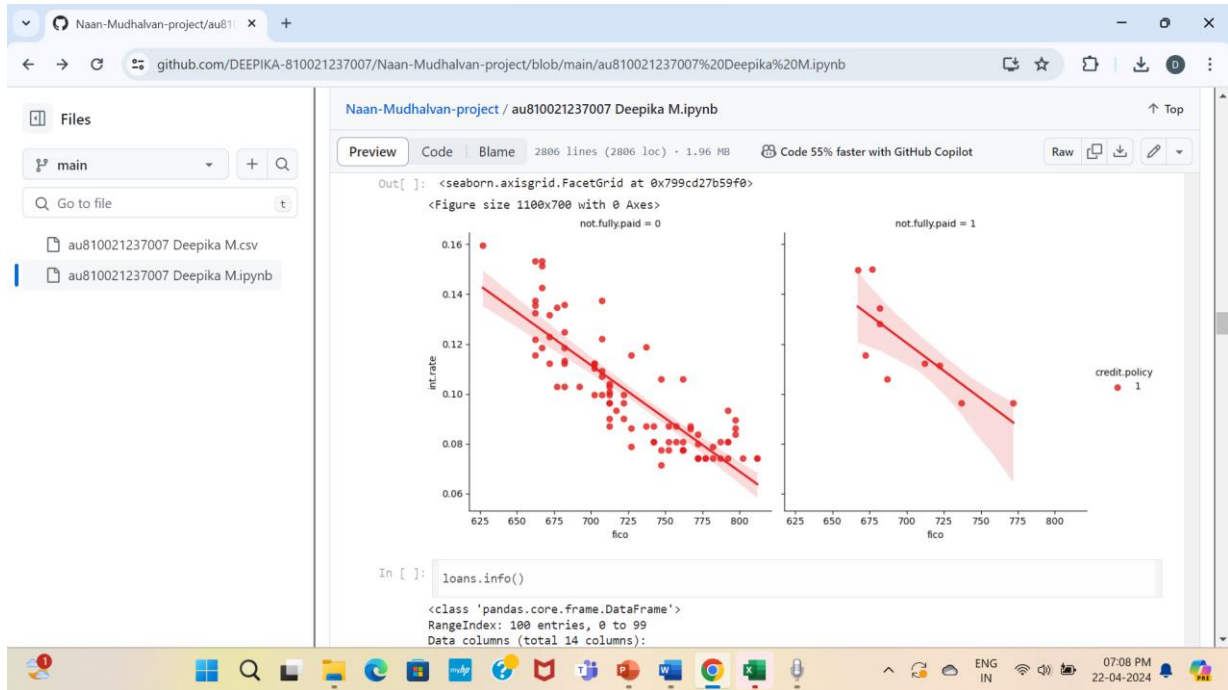 Naan-Mudhalvan-project/au81
github.com/DEEPIKA-810021237007/Naan-Mudhalvan-project/blob/main/au810021237007%20Deepika%20M.ipynb
D
Files
main
Go to file
t
au810021237007 Deepika M.csv
au810021237007 Deepika M.ipynb
Naan-Mudhalvan-project / au810021237007 Deepika M.ipynb
Top
Preview Code Blame 2806 lines (2806 loc) · 1.96 MB Code 55% faster with GitHub Copilot Raw
Out[ ]: <seaborn.axisgrid.FacetGrid at 0x799cd27b59f0>
<Figure size 1100x700 with 0 Axes>
not.fully.paid = 0 not.fully.paid = 1
0.16
0.14
0.12
0.10
0.08
0.06
int.rate
625 650 675 700 725 750 775 800
fico
625 650 675 700 725 750 775 800
fico
credit.policy
1
In [ ]: loans.info()
<class 'pandas.core.frame.DataFrame'>
RangeIndex: 100 entries, 0 to 99
Data columns (total 14 columns):
1
myhp
ENG
IN
07:08 PM
22-04-2024
PRE